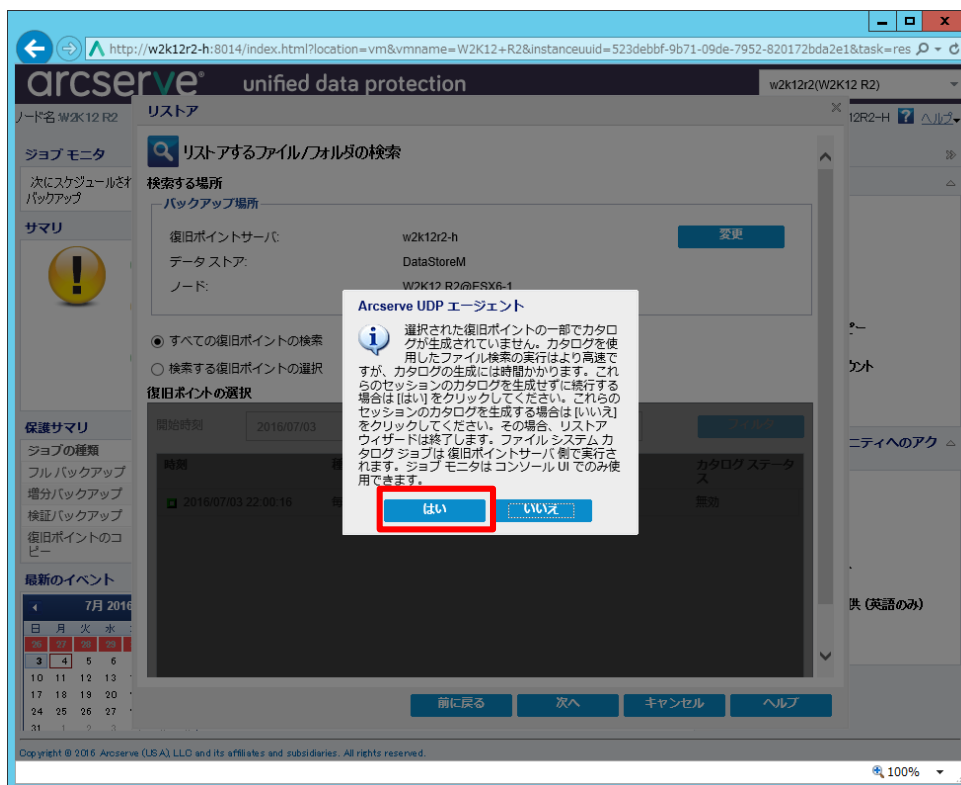 http://w2k12r2-h:8014/index.html?location=vm&vmname=W2K12+R2&instanceuuid=523debbf-9b71-09de-7952-820172bda2e1&task=res
arcserve® unified data protection
w2k12r2(W2K12 R2)
ノード名:W2K12 R2
リストア
12R2-H ? ヘルプ
ジョブ モニタ
リストアするファイル/フォルダの検索
次にスケジュールされ
バックアップ
検索する場所
バックアップ場所
サマリ
復旧ポイントサーバ:
w2k12r2-h
変更
データ ストア:
DataStoreM
ノード:
W2K12 R2@ESX6-1
すべての復旧ポイントの検索
検索する復旧ポイントの選択
復旧ポイントの選択
開始時刻
2016/07/03
フィルタ
時刻
カタログ ステータ
ス
2016/07/03 22:00:16
無効
Arcserve UDP エージェント
選択された復旧ポイントの一部でカタロ
グが生成されていません。カタログを使
用したファイル検索の実行はより高速で
すが、カタログの生成には時間かかります。これ
らのセッションのカタログを生成せずに続行する
場合は [はい] をクリックしてください。これらの
セッションのカタログを生成する場合は [いいえ]
をクリックしてください。その場合、リストア
ウィザードは終了します。ファイル システム カ
タログ ジョブは 復旧ポイントサーバ 側で実行さ
れます。ジョブ モニタは コンソール UI でのみ使
用できます。
はい
いいえ
保護サマリ
ジョブの種類
フル バックアップ
増分バックアップ
検証バックアップ
復旧ポイントのコ
ピー
ピー
ウント
ニティへのアク
供 (英語のみ)
最新のイベント
7月 2016
日 月 火 水
26 27 28 29
3 4 5 6
10 11 12 13
17 18 19 20
24 25 26 27
31 1 2 3
前に戻る
次へ
キャンセル
ヘルプ
Copyright © 2016 Arcserve (USA), LLC and its affiliates and subsidiaries. All rights reserved.
100%